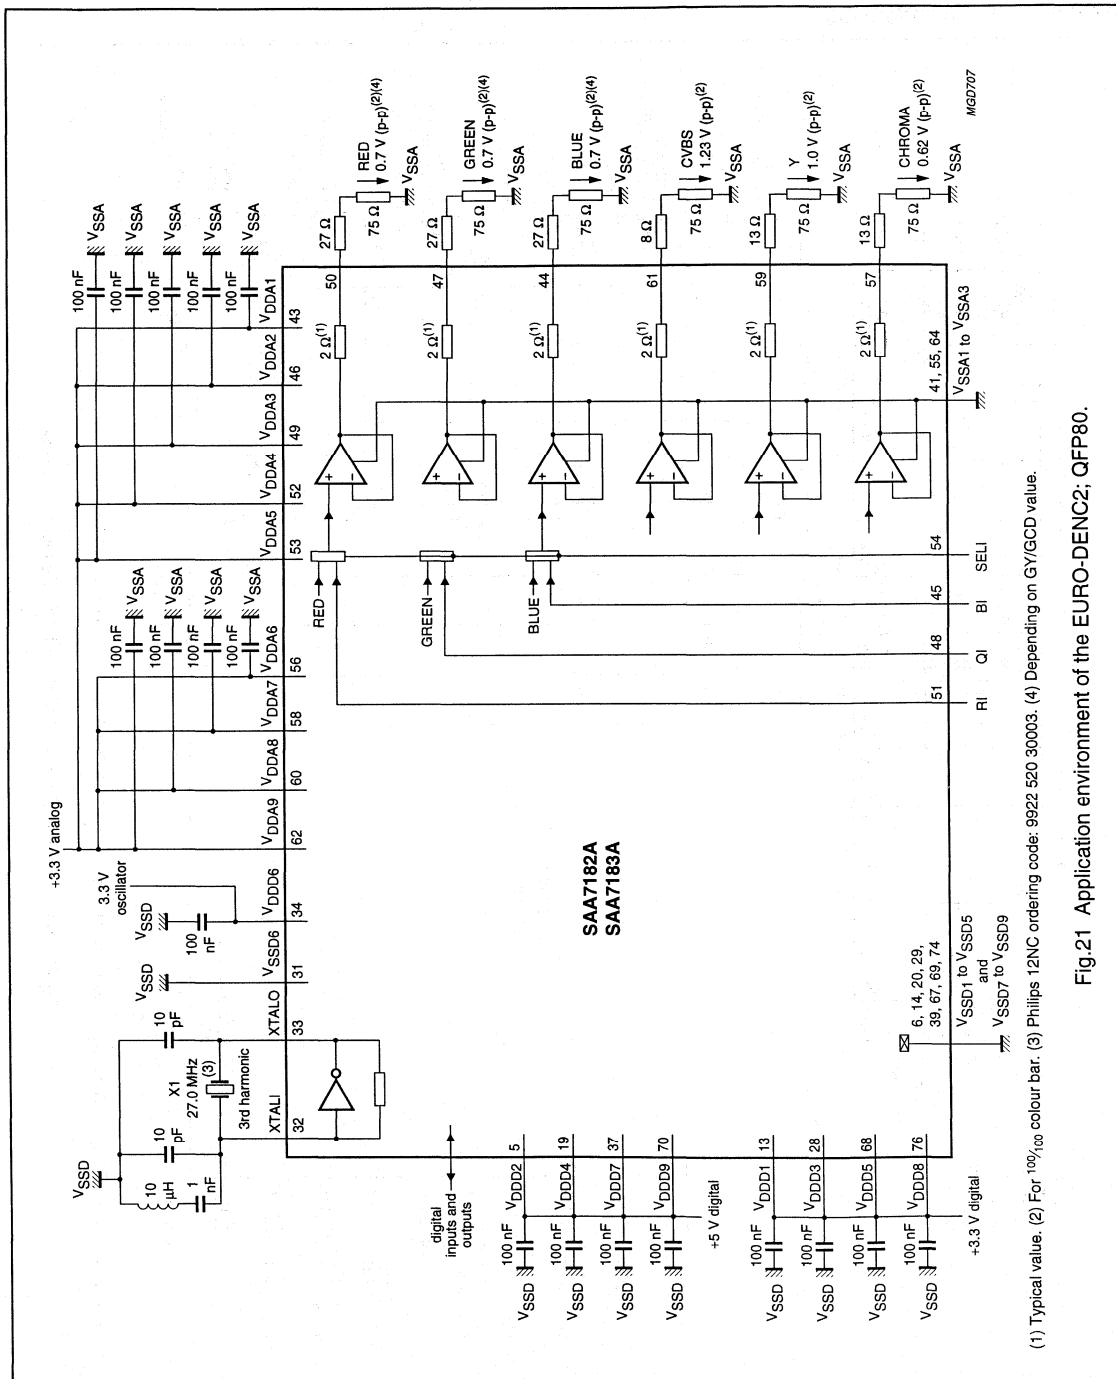 +3.3 V analog
3.3 V
oscillator
VSSD
VSSD
VSSD
10
µH
1
nF
10
pF
10
pF
X1
27.0 MHz
(3)
3rd harmonic
100
nF
XTALI
32
XTALO
33
VSSD6
31
VDDD6
34
VDDA9
62
VDDA8
60
VDDA7
58
VDDA6
56
100 nF
VSSA
100 nF
VSSA
100 nF
VSSA
100 nF
VSSA
VDDA5
53
VDDA4
52
VDDA3
49
VDDA2
46
VDDA1
43
100 nF
VSSA
100 nF
VSSA
100 nF
VSSA
100 nF
VSSA
100 nF
VSSA
digital
inputs and
outputs
SAA7182A
SAA7183A
RED
GREEN
BLUE
+
−
2 Ω(1)
50
27 Ω
75 Ω
RED
0.7 V (p-p)(2)(4)
VSSA
+
−
2 Ω(1)
47
27 Ω
75 Ω
GREEN
0.7 V (p-p)(2)(4)
VSSA
+
−
2 Ω(1)
44
27 Ω
75 Ω
BLUE
0.7 V (p-p)(2)(4)
VSSA
+
−
2 Ω(1)
61
8 Ω
75 Ω
CVBS
1.23 V (p-p)(2)
VSSA
+
−
2 Ω(1)
59
13 Ω
75 Ω
Y
1.0 V (p-p)(2)
VSSA
+
−
2 Ω(1)
57
13 Ω
75 Ω
CHROMA
0.62 V (p-p)(2)
VSSA
VSSD
100 nF
VDDD2
5
VSSD
100 nF
VDDD4
19
VSSD
100 nF
VDDD7
37
VSSD
100 nF
VDDD9
70
+5 V digital
VSSD
100 nF
VDDD1
13
VSSD
100 nF
VDDD3
28
VSSD
100 nF
VDDD5
68
VSSD
100 nF
VDDD8
76
+3.3 V digital
6, 14, 20, 29,
39, 67, 69, 74
VSSD1 to VSSD5
and
VSSD7 to VSSD9
51
RI
48
QI
45
BI
54
SELI
41, 55, 64
VSSA1 to VSSA3
MGD707
(1) Typical value. (2) For 100/100 colour bar. (3) Philips 12NC ordering code: 9922 520 30003. (4) Depending on GY/GCD value.
Fig.21 Application environment of the EURO-DENC2; QFP80.